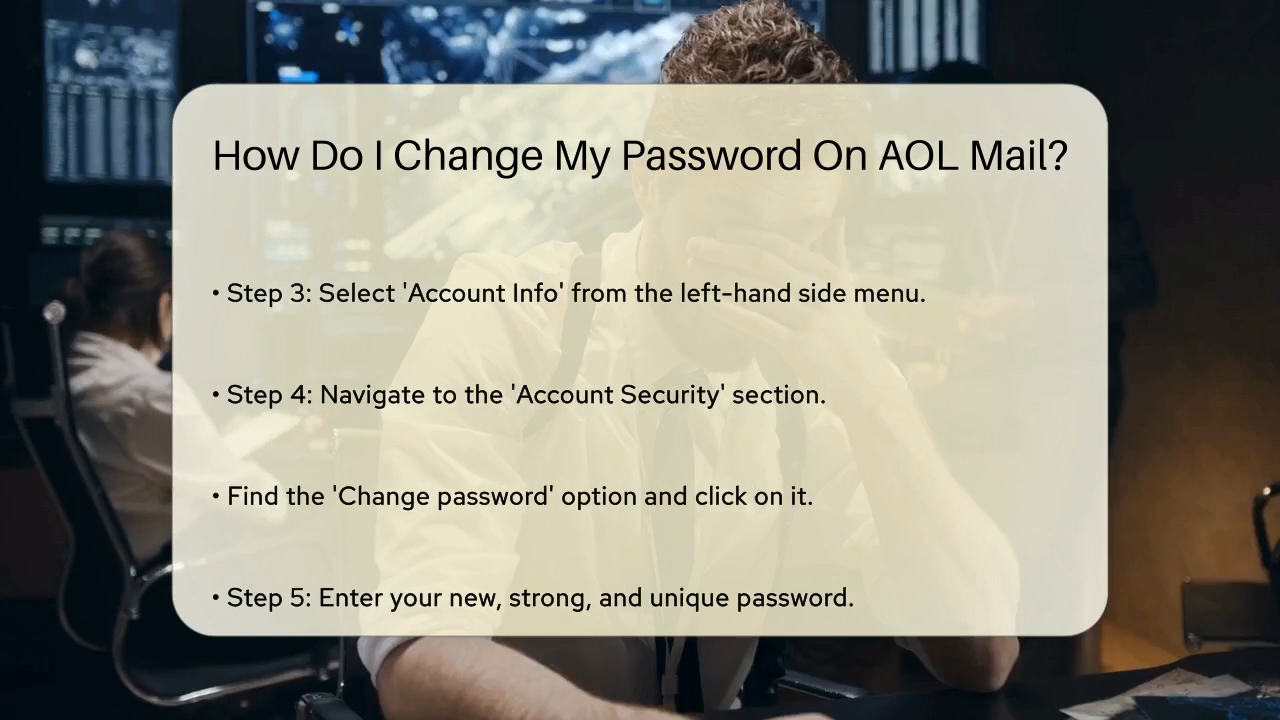 How Do I Change My Password On AOL Mail?
• Step 3: Select 'Account Info' from the left-hand side menu.
• Step 4: Navigate to the 'Account Security' section.
• Find the 'Change password' option and click on it.
• Step 5: Enter your new, strong, and unique password.